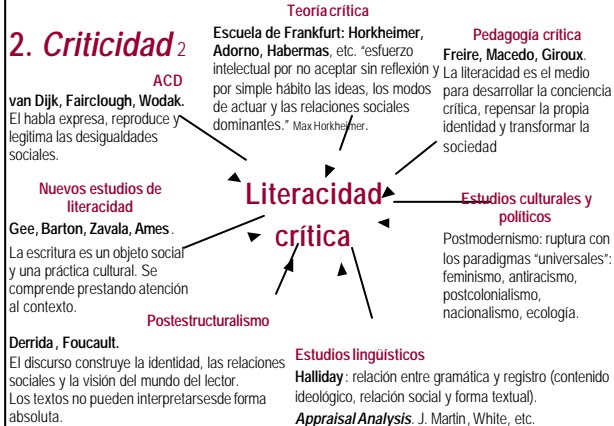 2. Criticidad 2
Teoría crítica
Escuela de Frankfurt: Horkheimer,
Adorno, Habermas, etc. “esfuerzo
intelectual por no aceptar sin reflexión y
por simple hábito las ideas, los modos
de actuar y las relaciones sociales
dominantes.” Max Horkheimer.
Pedagogía crítica
Freire, Macedo, Giroux.
La literacidad es el medio
para desarrollar la conciencia
crítica, repensar la propia
identidad y transformar la
sociedad
ACD
van Dijk, Fairclough, Wodak.
El habla expresa, reproduce y
legitima las desigualdades
sociales.
Literacidad
crítica
Nuevos estudios de
literacidad
Gee, Barton, Zavala, Ames.
La escritura es un objeto social
y una práctica cultural. Se
comprende prestando atención
al contexto.
Estudios culturales y
políticos
Postmodernismo: ruptura con
los paradigmas “universales”:
feminismo, antiracismo,
postcolonialismo,
nacionalismo, ecología.
Postestructuralismo
Derrida, Foucault.
El discurso construye la identidad, las relaciones
sociales y la visión del mundo del lector.
Los textos no pueden interpretarsesde forma
absoluta.
Estudios lingüísticos
Halliday: relación entre gramática y registro (contenido
ideológico, relación social y forma textual).
Appraisal Analysis. J. Martin, White, etc.